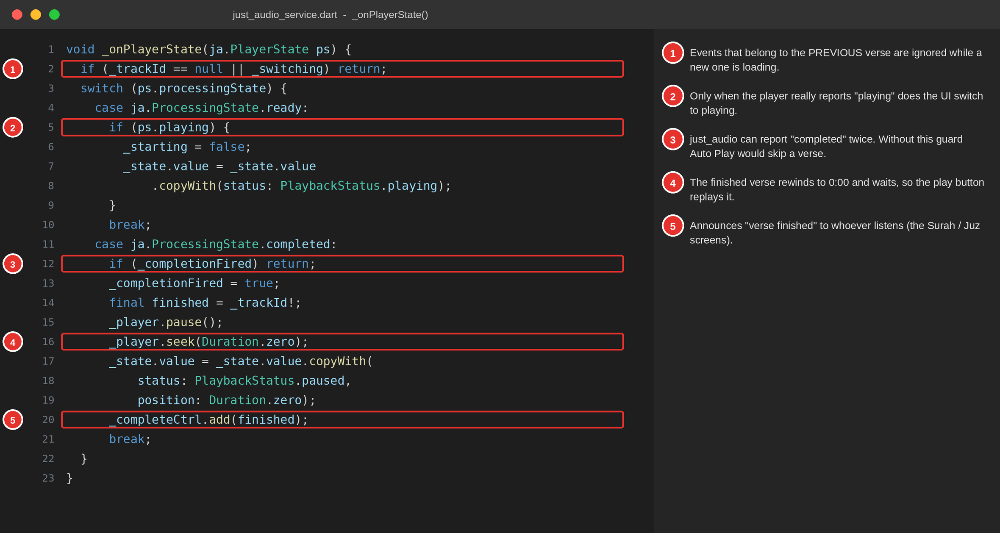 just_audio_service.dart - _onPlayerState()
1 void _onPlayerState(ja.PlayerState ps) {
1 2   if (_trackId == null || _switching) return;
3   switch (ps.processingState) {
4     case ja.ProcessingState.ready:
2 5       if (ps.playing) {
6         _starting = false;
7         _state.value = _state.value
8             .copyWith(status: PlaybackStatus.playing);
9       }
10       break;
11     case ja.ProcessingState.completed:
3 12       if (_completionFired) return;
13       _completionFired = true;
14       final finished = _trackId!;
15       _player.pause();
4 16       _player.seek(Duration.zero);
17       _state.value = _state.value.copyWith(
18           status: PlaybackStatus.paused,
19           position: Duration.zero);
5 20       _completeCtrl.add(finished);
21       break;
22   }
23 }
1 Events that belong to the PREVIOUS verse are ignored while a
new one is loading.
2 Only when the player really reports "playing" does the UI switch
to playing.
3 just_audio can report "completed" twice. Without this guard
Auto Play would skip a verse.
4 The finished verse rewinds to 0:00 and waits, so the play button
replays it.
5 Announces "verse finished" to whoever listens (the Surah / Juz
screens).